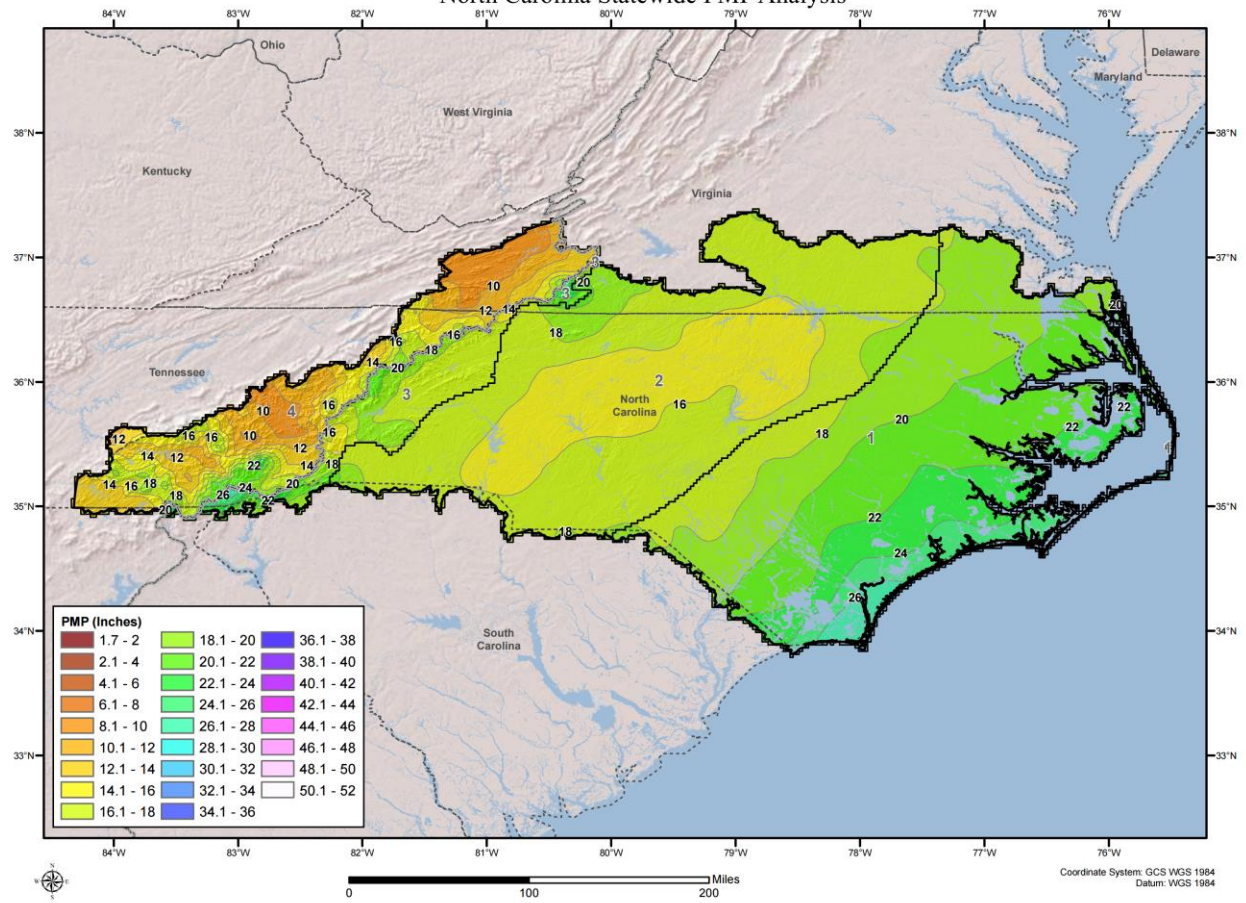 North Carolina Statewide PMP Analysis
84°W 83°W 82°W 81°W 80°W 79°W 78°W 77°W 76°W
Ohio
Delaware
Maryland
West Virginia
38°N 38°N
Kentucky
Virginia
37°N 37°N
3
20
10
3
20
12 14
18
16 16
18
14
20
Tennessee
36°N 36°N
3
2
16
10 4
16
North Carolina
20
22
1
22
18
16
12 16 16 10
12
14 12
22
14 18
14 16 18
18
26 24 20
22
20
35°N 35°N
18
22
24
26
34°N 34°N
South Carolina
33°N 33°N
PMP (Inches)
1.7 - 2
2.1 - 4
4.1 - 6
6.1 - 8
8.1 - 10
10.1 - 12
12.1 - 14
14.1 - 16
16.1 - 18
18.1 - 20
20.1 - 22
22.1 - 24
24.1 - 26
26.1 - 28
28.1 - 30
30.1 - 32
32.1 - 34
34.1 - 36
36.1 - 38
38.1 - 40
40.1 - 42
42.1 - 44
44.1 - 46
46.1 - 48
48.1 - 50
50.1 - 52
84°W 83°W 82°W 81°W 80°W 79°W 78°W 77°W 76°W
N
W E
S
Miles
0 100 200
Coordinate System: GCS WGS 1984
Datum: WGS 1984